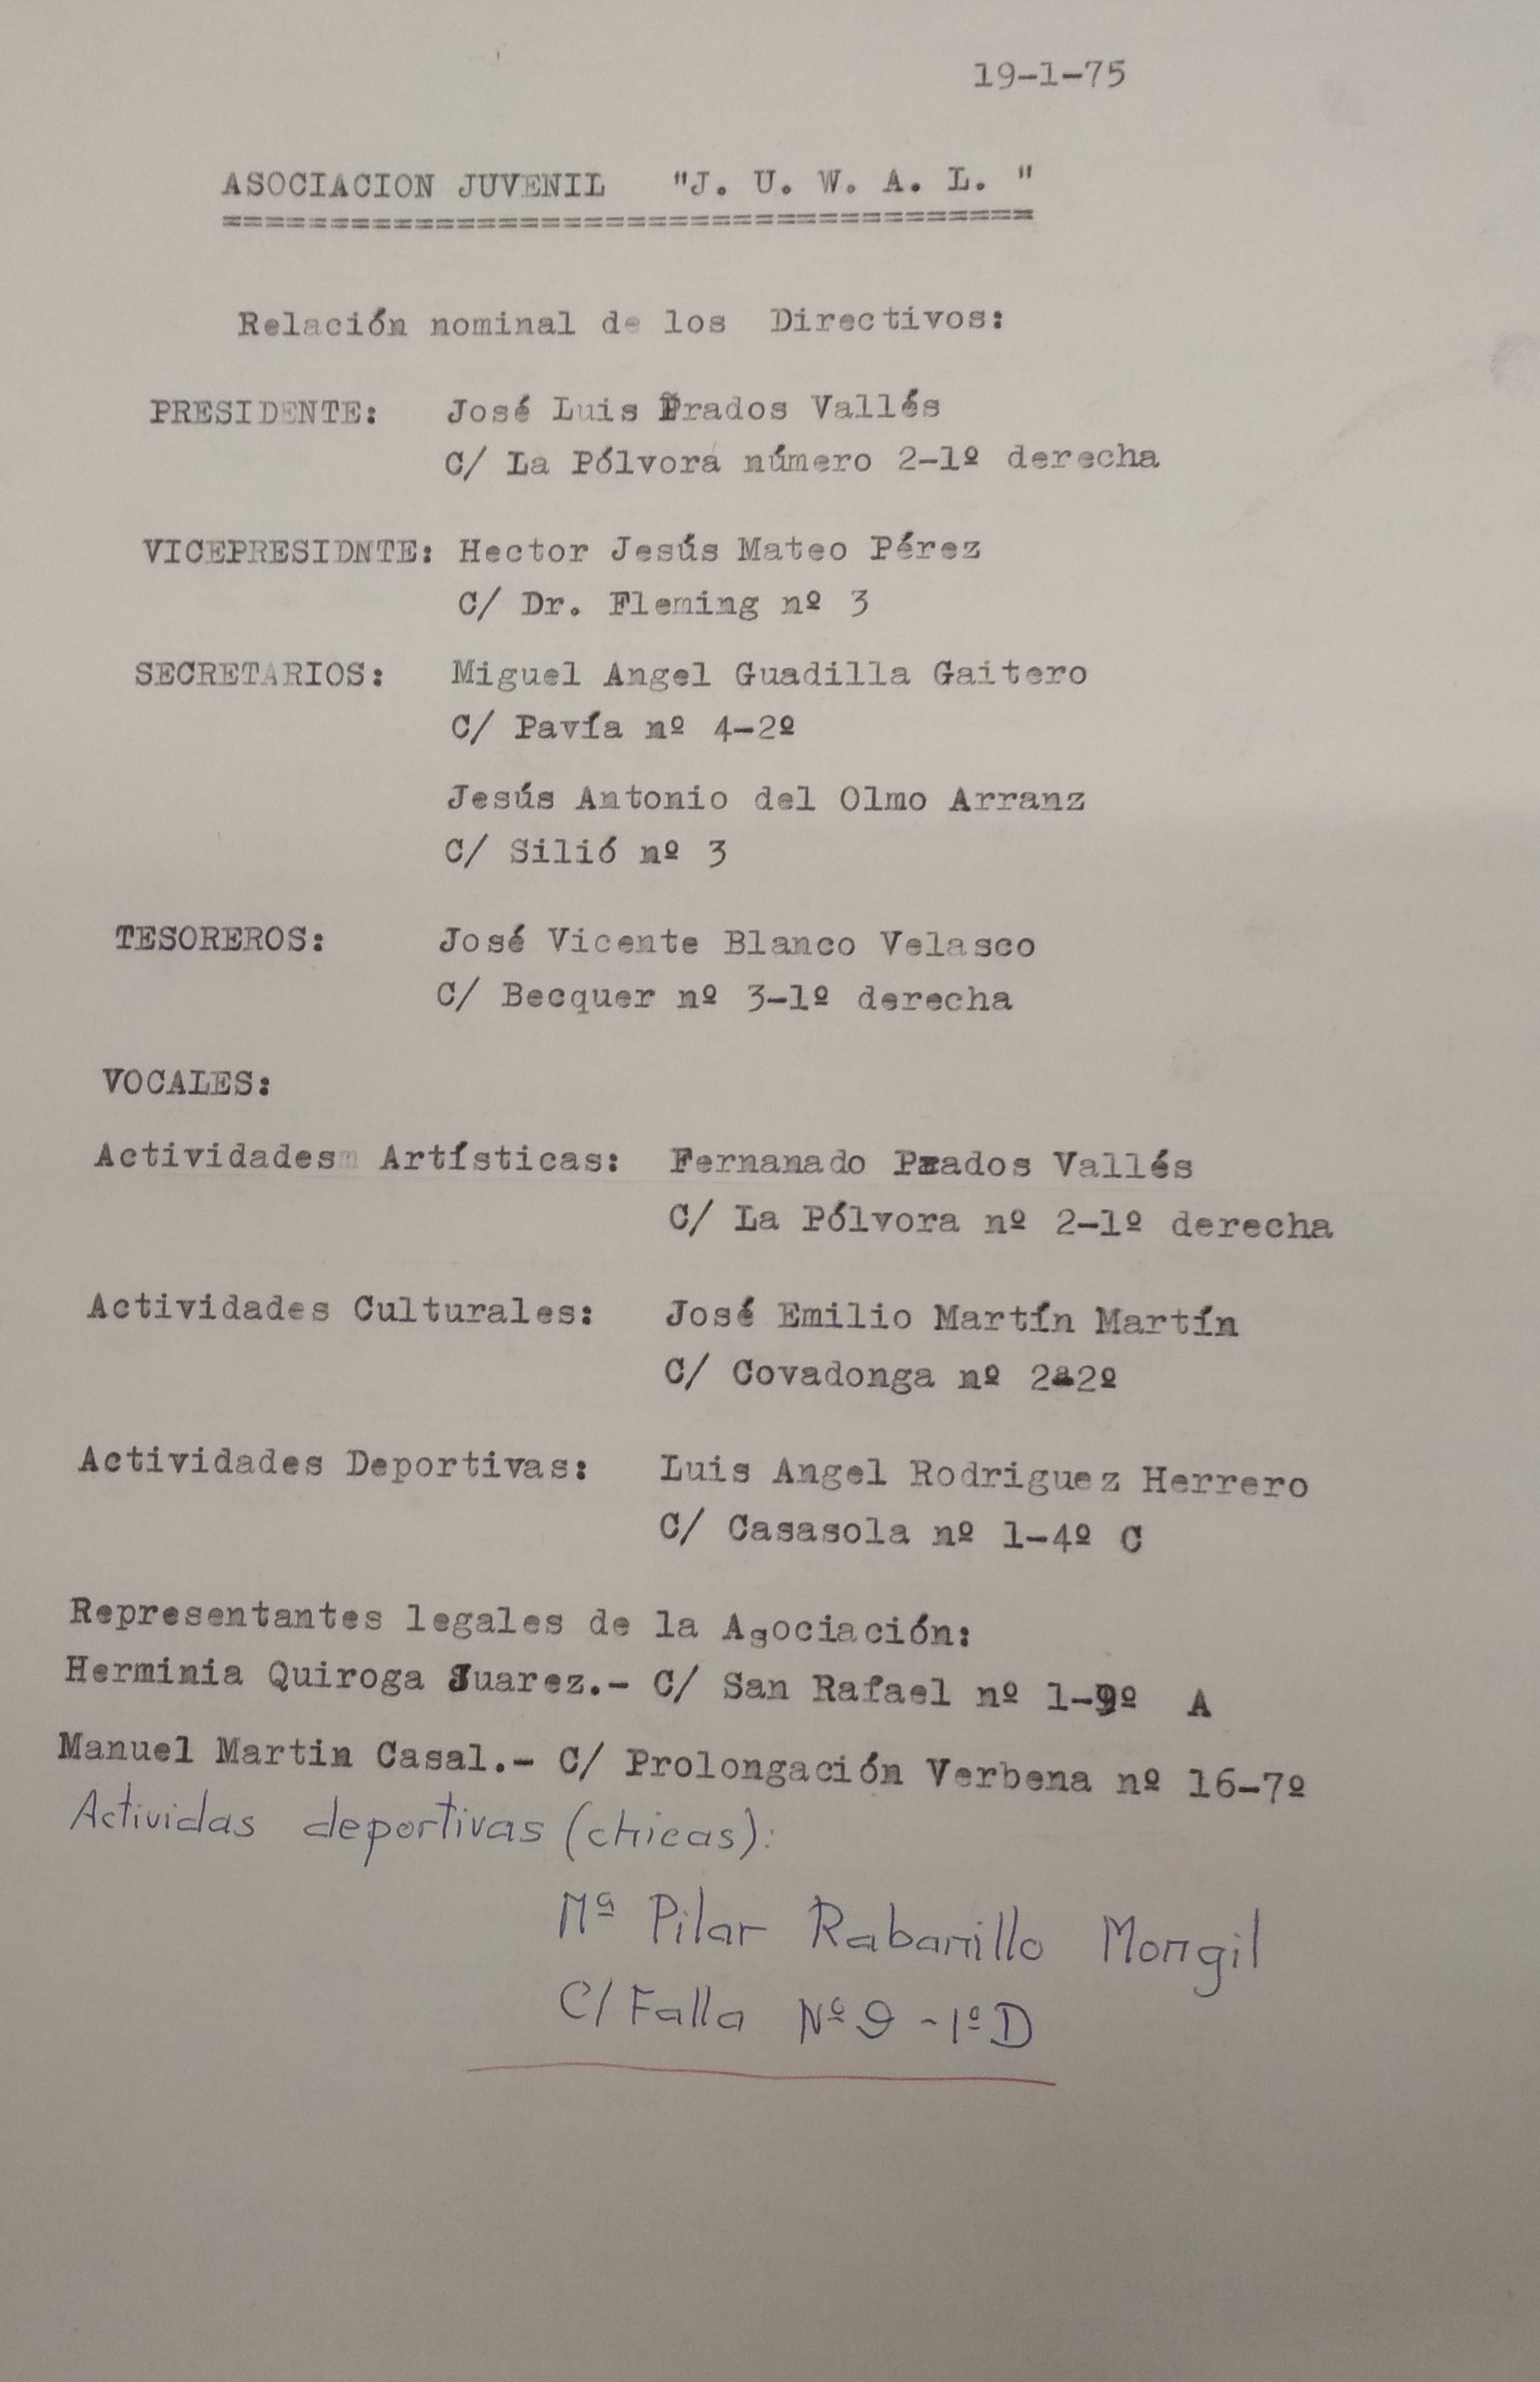 19-1-75
ASOCIACION JUVENIL "J. U. W. A. L. "
=====================================
Relación nominal de los Directivos:
PRESIDENTE: José Luis Prados Vallés
C/ La Pólvora número 2-1º derecha
VICEPRESIDNTE: Hector Jesús Mateo Pérez
C/ Dr. Fleming nº 3
SECRETARIOS: Miguel Angel Guadilla Gaitero
C/ Pavía nº 4-2º
Jesús Antonio del Olmo Arranz
C/ Silió nº 3
TESOREROS: José Vicente Blanco Velasco
C/ Becquer nº 3-1º derecha
VOCALES:
Actividades Artísticas: Fernanado Prados Vallés
C/ La Pólvora nº 2-1º derecha
Actividades Culturales: José Emilio Martín Martín
C/ Covadonga nº 2-2º
Actividades Deportivas: Luis Angel Rodriguez Herrero
C/ Casasola nº 1-4º C
Representantes legales de la Asociación:
Herminia Quiroga Juarez.- C/ San Rafael nº 1-9º A
Manuel Martin Casal.- C/ Prolongación Verbena nº 16-7º
Actividas deportivas (chicas):
Mª Pilar Rabanillo Mongil
C/ Falla Nº 9 - 1º D